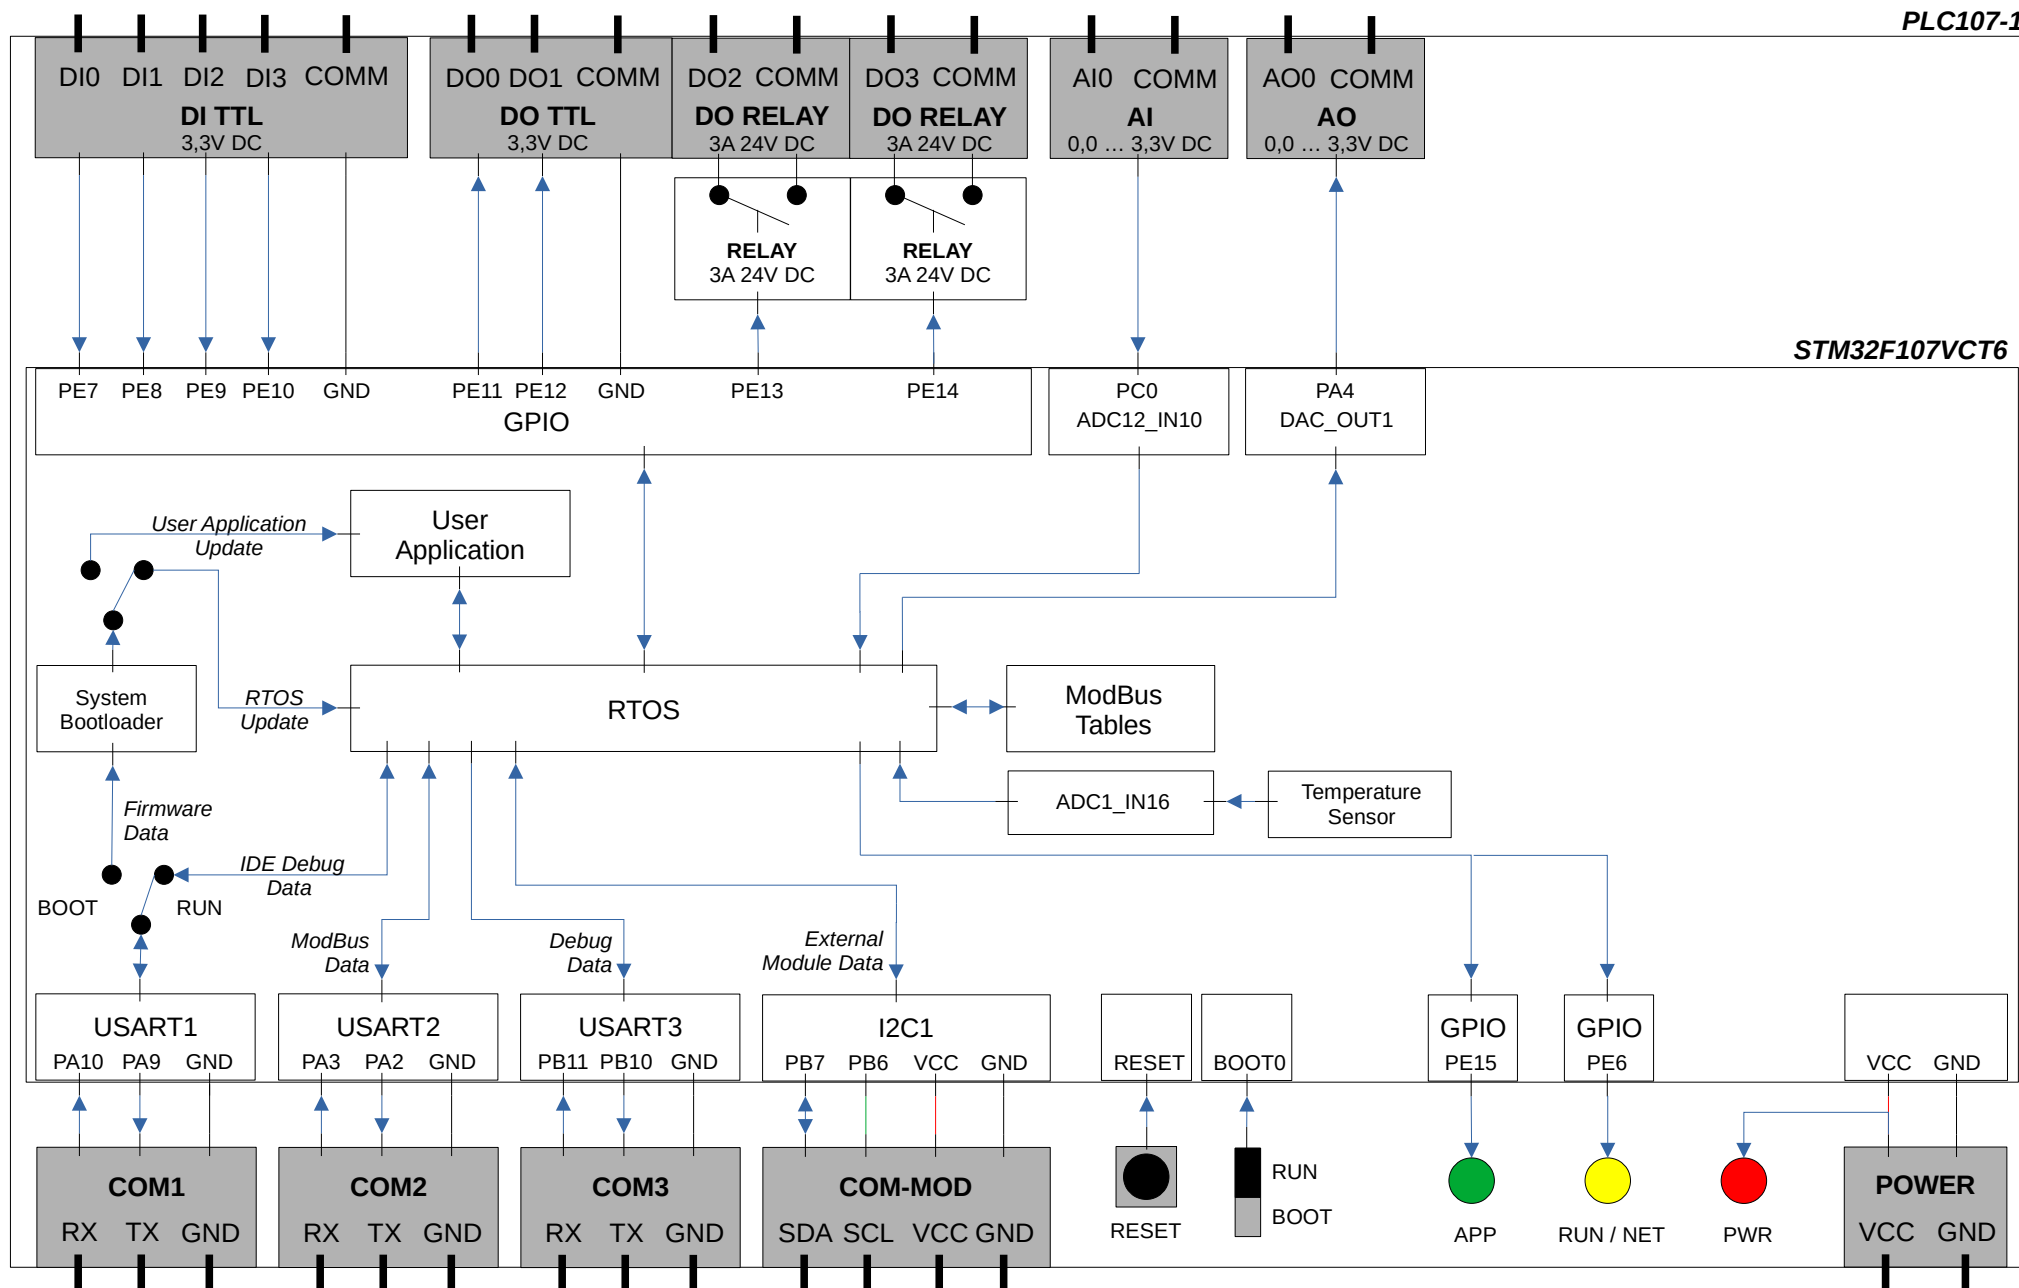 PLC107-1
DI0 DI1 DI2 DI3 COMM
DI TTL
3,3V DC
DO0 DO1 COMM
DO TTL
3,3V DC
DO2 COMM
DO RELAY
3A 24V DC
DO3 COMM
DO RELAY
3A 24V DC
AI0 COMM
AI
0,0 … 3,3V DC
AO0 COMM
AO
0,0 … 3,3V DC
RELAY
3A 24V DC
RELAY
3A 24V DC
STM32F107VCT6
PE7 PE8 PE9 PE10 GND PE11 PE12 GND PE13 PE14
GPIO
PC0
ADC12_IN10
PA4
DAC_OUT1
User Application
Update
User
Application
System
Bootloader
RTOS
Update
RTOS
ModBus
Tables
ADC1_IN16
Temperature
Sensor
Firmware
Data
IDE Debug
Data
BOOT
RUN
ModBus
Data
Debug
Data
External
Module Data
USART1
PA10 PA9 GND
USART2
PA3 PA2 GND
USART3
PB11 PB10 GND
I2C1
PB7 PB6 VCC GND
RESET
BOOT0
GPIO
PE15
GPIO
PE6
VCC GND
COM1
RX TX GND
COM2
RX TX GND
COM3
RX TX GND
COM-MOD
SDA SCL VCC GND
RESET
RUN
BOOT
APP
RUN / NET
PWR
POWER
VCC GND